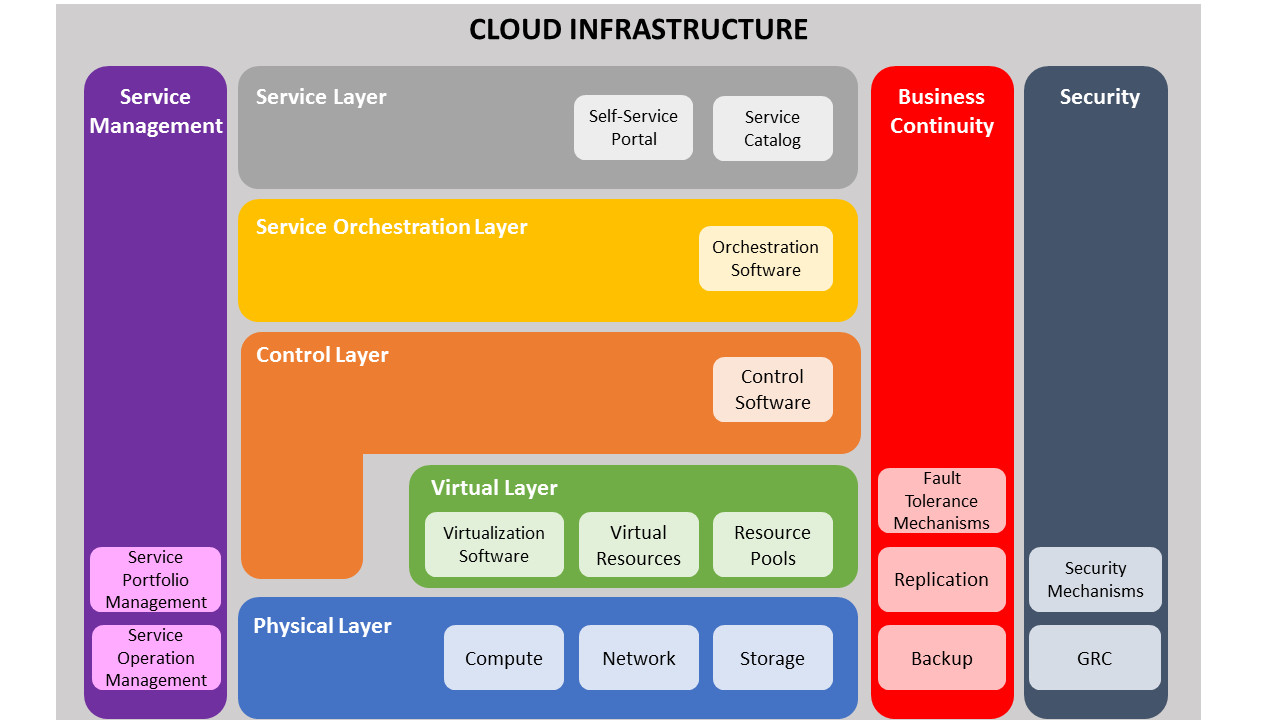 CLOUD INFRASTRUCTURE
Service
Management
Service
Portfolio
Management
Service
Operation
Management
Service Layer
Self-Service
Portal
Service
Catalog
Service Orchestration Layer
Orchestration
Software
Control Layer
Control
Software
Virtual Layer
Virtualization
Software
Virtual
Resources
Resource
Pools
Physical Layer
Compute
Network
Storage
Business
Continuity
Fault
Tolerance
Mechanisms
Replication
Backup
Security
Security
Mechanisms
GRC